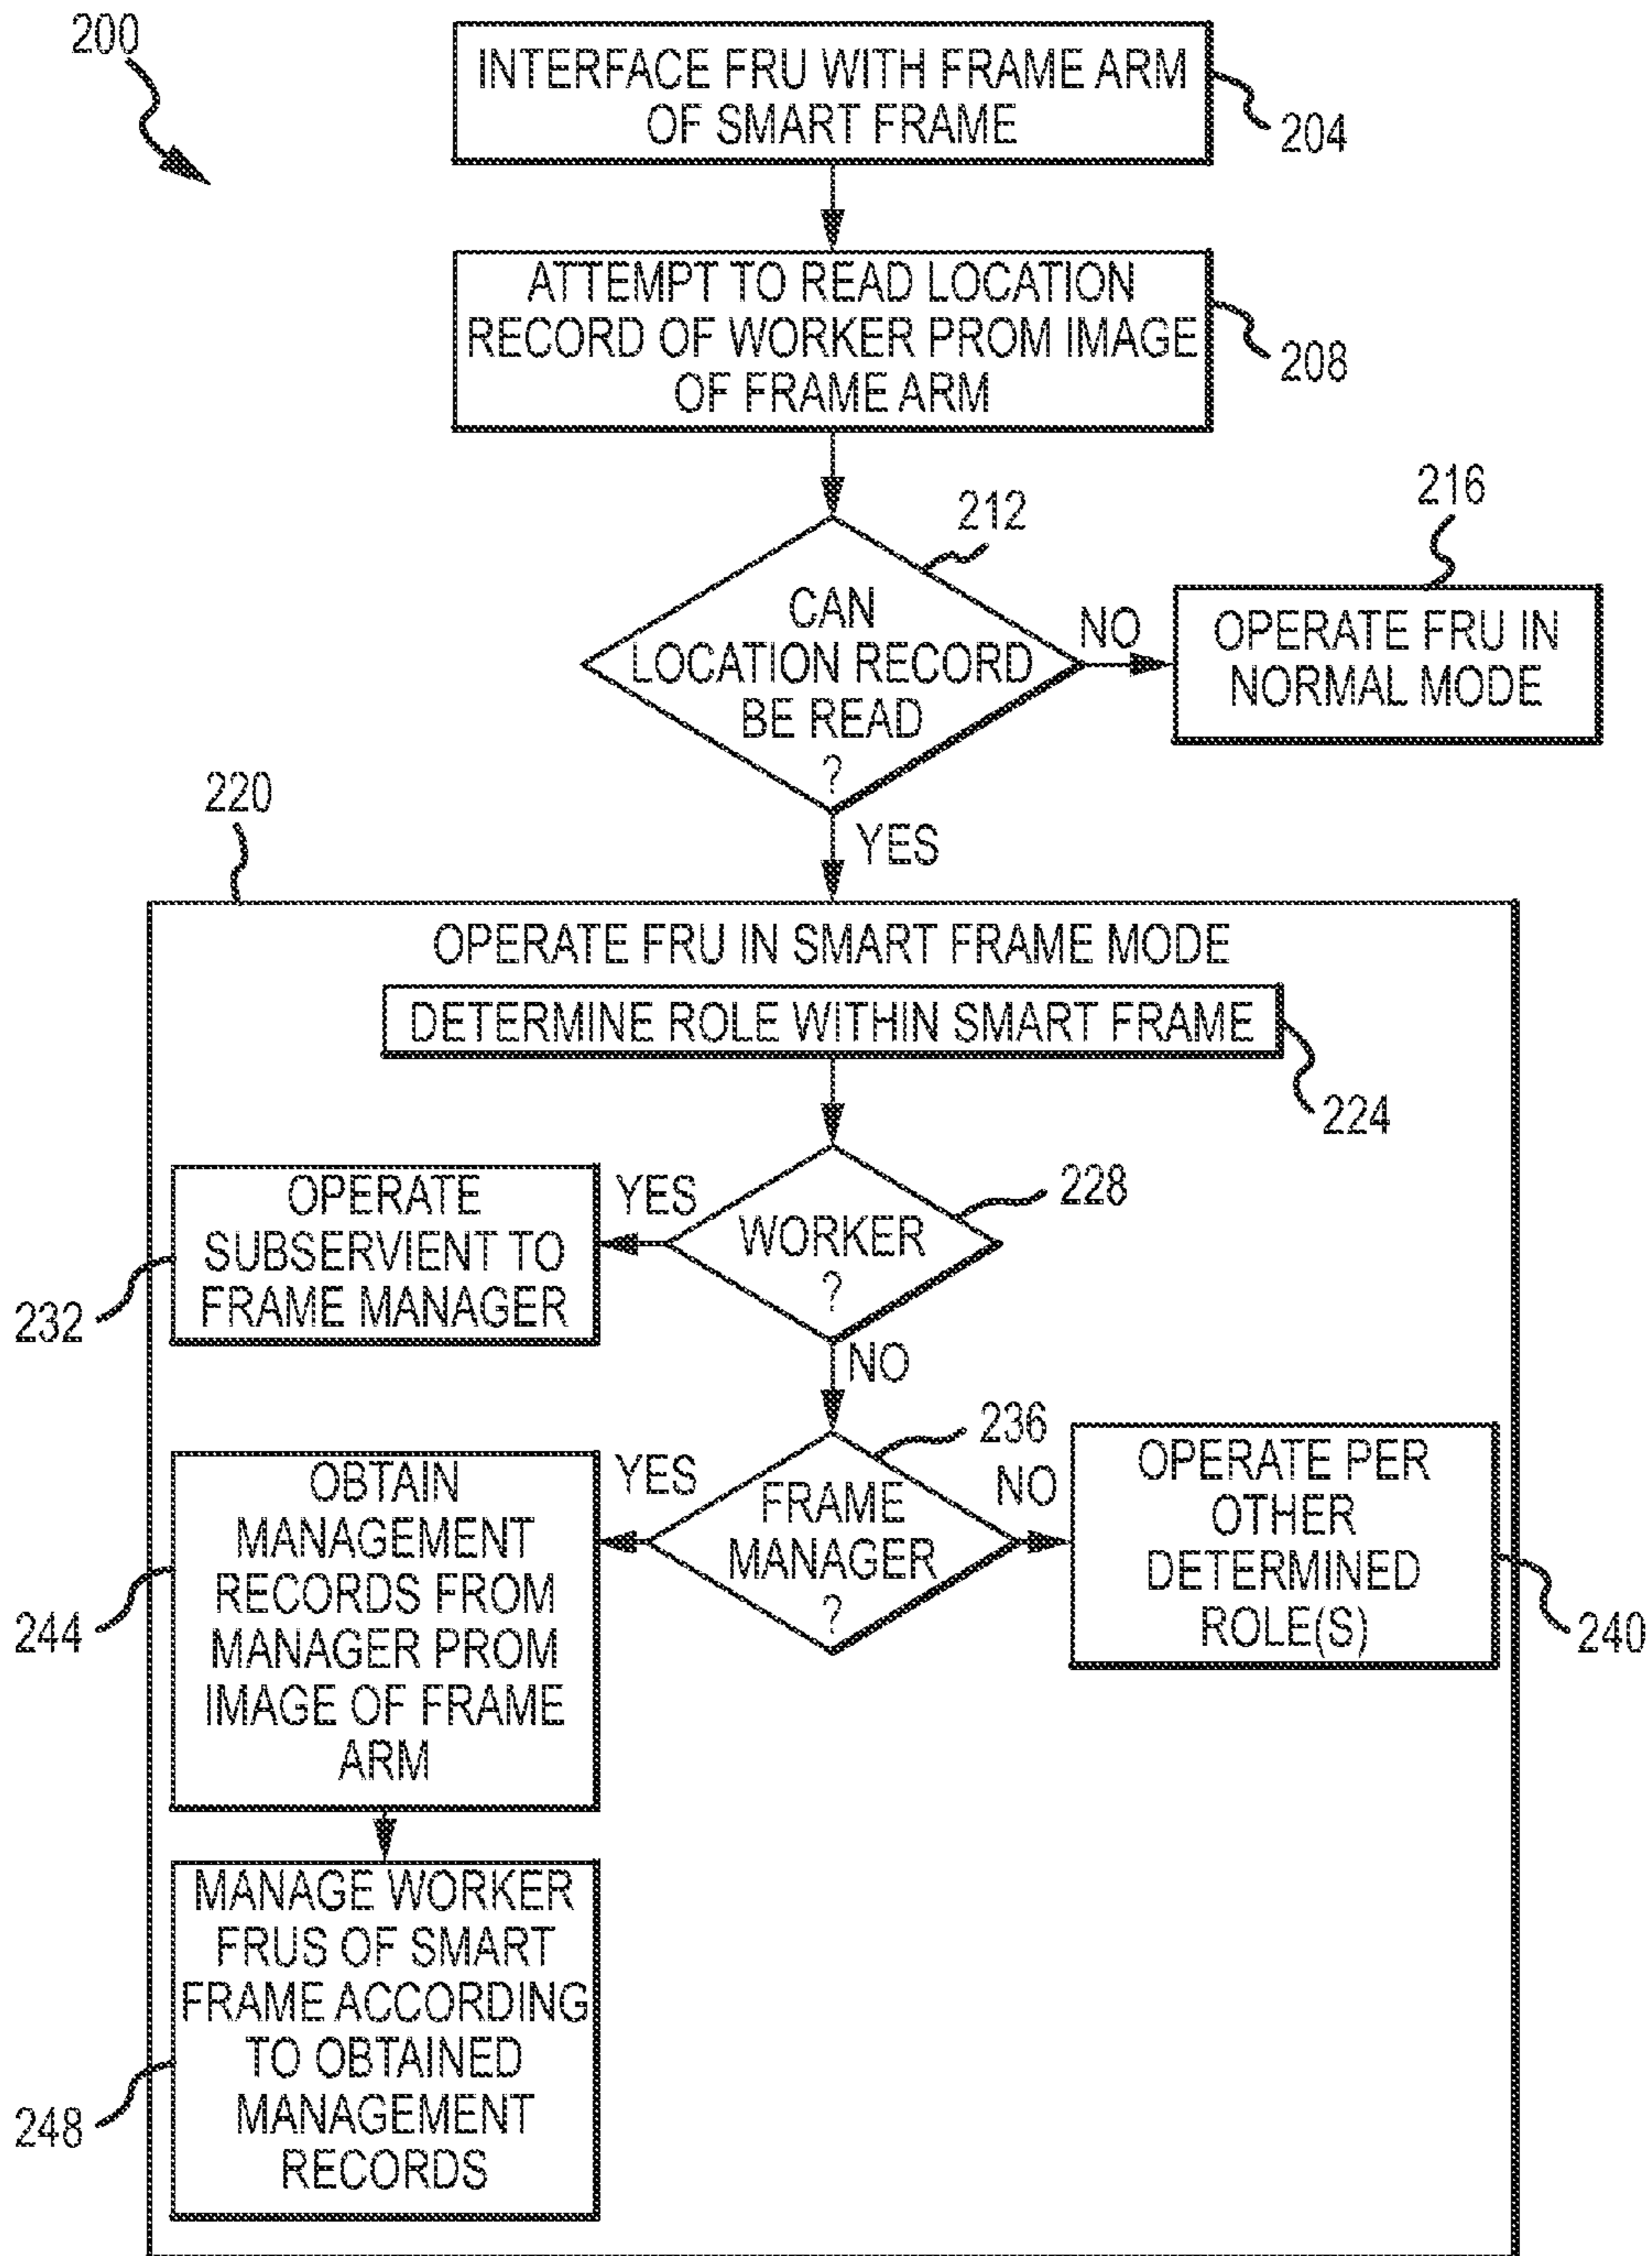 200
INTERFACE FRU WITH FRAME ARM
OF SMART FRAME
204
ATTEMPT TO READ LOCATION
RECORD OF WORKER PROM IMAGE
OF FRAME ARM
208
212
CAN
LOCATION RECORD
BE READ
?
NO
216
OPERATE FRU IN
NORMAL MODE
YES
220
OPERATE FRU IN SMART FRAME MODE
DETERMINE ROLE WITHIN SMART FRAME
224
WORKER
?
228
YES
OPERATE
SUBSERVIENT TO
FRAME MANAGER
232
NO
236
FRAME
MANAGER
?
NO
OPERATE PER
OTHER
DETERMINED
ROLE(S)
240
YES
OBTAIN
MANAGEMENT
RECORDS FROM
MANAGER PROM
IMAGE OF FRAME
ARM
244
MANAGE WORKER
FRUS OF SMART
FRAME ACCORDING
TO OBTAINED
MANAGEMENT
RECORDS
248